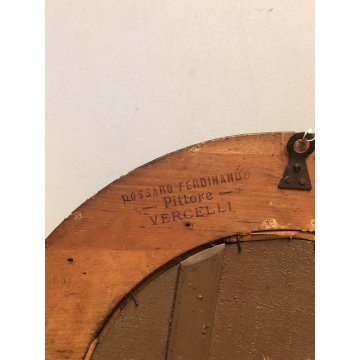 ROSSARO FERDINANDO
Pittore
VERCELLI